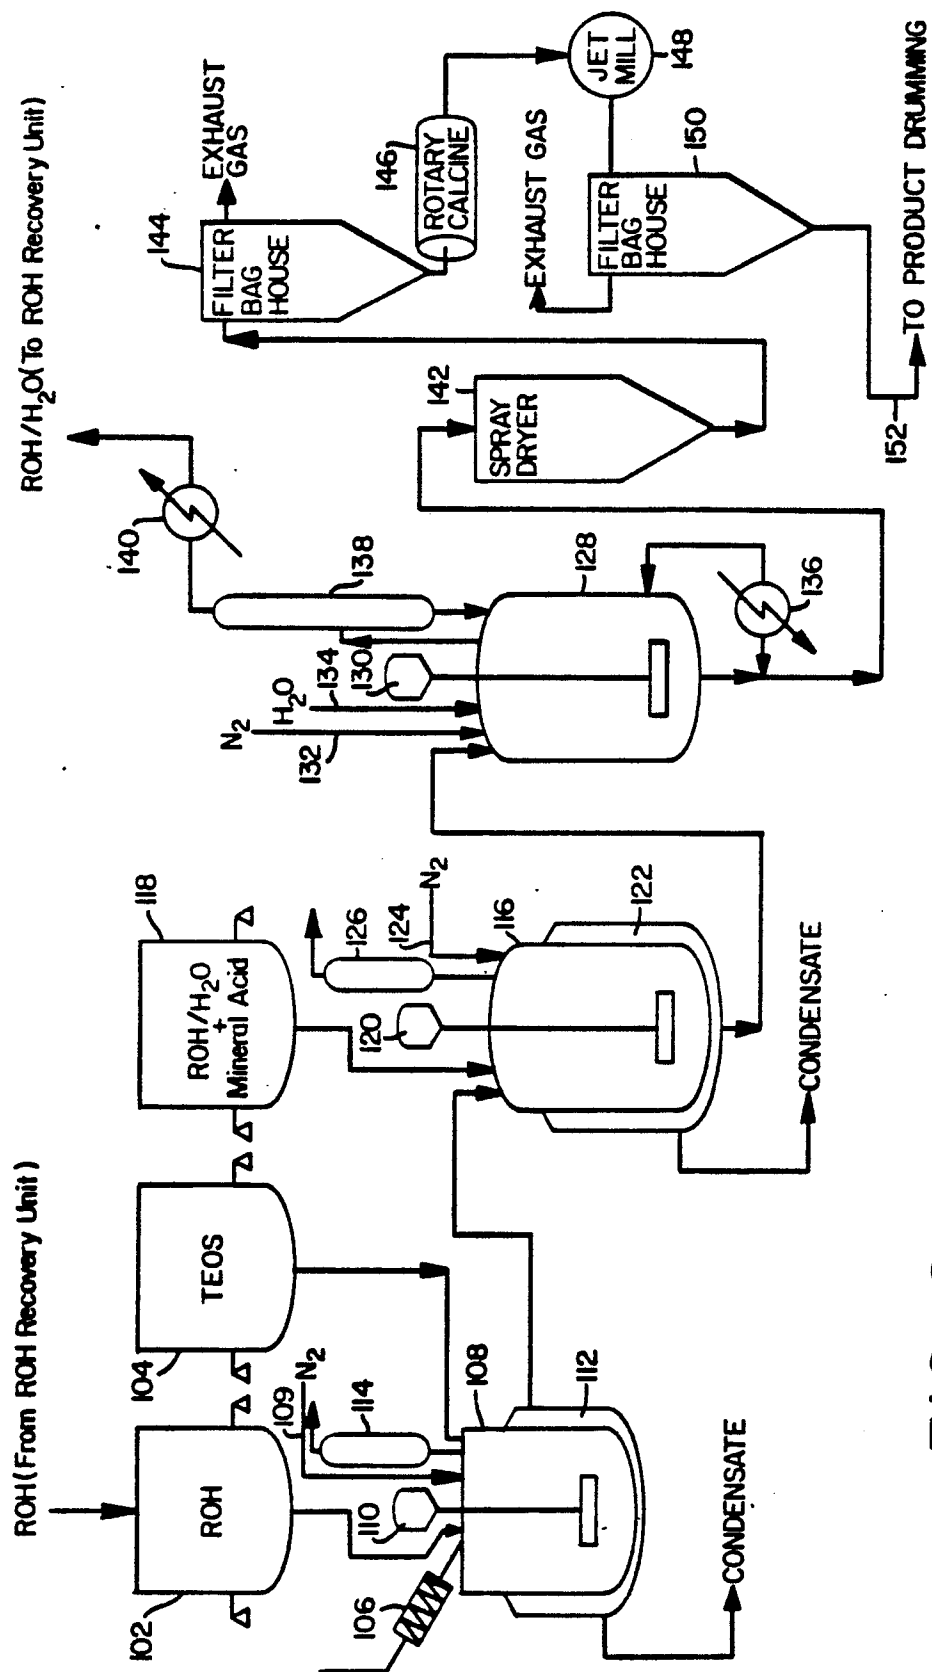 ROH (From ROH Recovery Unit)
ROH/H2O (To ROH Recovery Unit)
102
ROH
104
TEOS
118
ROH/H2O
+
Mineral Acid
106
110
109
N2
114
108
112
CONDENSATE
120
126
124
N2
116
122
CONDENSATE
N2
132
H2O
134
130
138
140
128
136
142
SPRAY
DRYER
144
FILTER
BAG
HOUSE
EXHAUST
GAS
146
ROTARY
CALCINE
JET
MILL
148
EXHAUST GAS
FILTER
BAG
HOUSE
150
152
TO PRODUCT DRUMMING